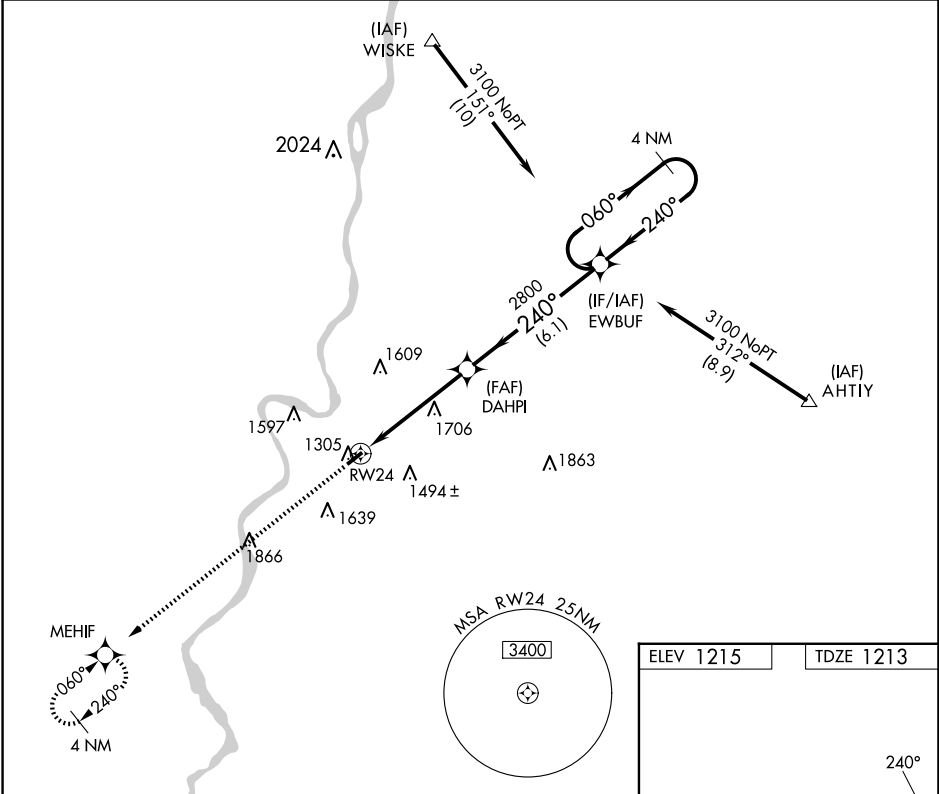 (IAF)
WISKE
3100 NoPT
151°
(10)
2024
4 NM
060°
240°
(IF/IAF)
EWBUF
2800
240°
(6.1)
3100 NoPT
312°
(8.9)
(IAF)
AHTIY
1609
(FAF)
DAHPI
1597
1706
1305
RW24
1863
1494 ±
1639
1866
MEHIF
060°
240°
4 NM
MSA RW24 25NM
3400
ELEV 1215
TDZE 1213
240°